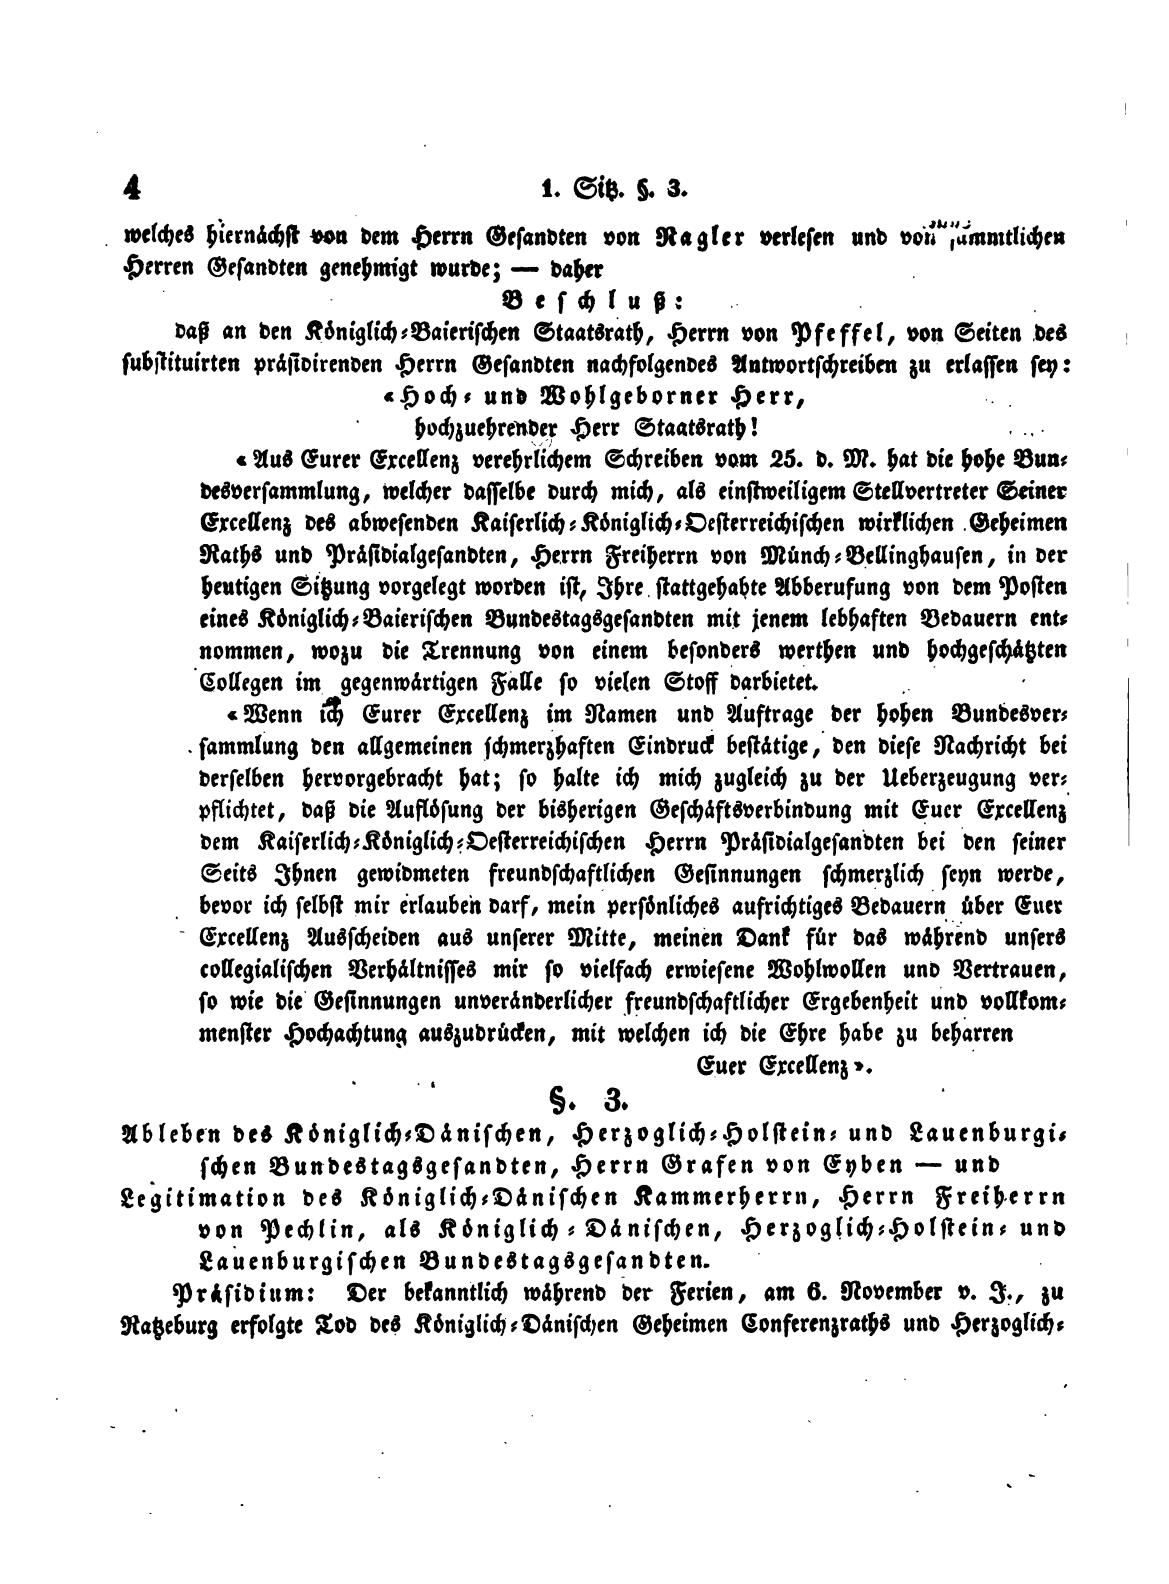 4 1. Sitz. §. 3.
welches hiernächst von dem Herrn Gesandten von Nagler verlesen und von sämmtlichen
Herren Gesandten genehmigt wurde; — daher
Beschluß:
daß an den Königlich-Baierischen Staatsrath, Herrn von Pfeffel, von Seiten des
substituirten präsidirenden Herrn Gesandten nachfolgendes Antwortschreiben zu erlassen sey:
«Hoch- und Wohlgeborner Herr,
hochzuehrender Herr Staatsrath!
«Aus Eurer Excellenz verehrlichem Schreiben vom 25. d. M. hat die hohe Bun-
desversammlung, welcher dasselbe durch mich, als einstweiligem Stellvertreter Seiner
Excellenz des abwesenden Kaiserlich-Königlich-Oesterreichischen wirklichen Geheimen
Raths und Präsidialgesandten, Herrn Freiherrn von Münch-Bellinghausen, in der
heutigen Sitzung vorgelegt worden ist, Ihre stattgehabte Abberufung von dem Posten
eines Königlich-Baierischen Bundestagsgesandten mit jenem lebhaften Bedauern ent-
nommen, wozu die Trennung von einem besonders werthen und hochgeschätzten
Collegen im gegenwärtigen Falle so vielen Stoff darbietet.
«Wenn ich Eurer Excellenz im Namen und Auftrage der hohen Bundesver-
sammlung den allgemeinen schmerzhaften Eindruck bestätige, den diese Nachricht bei
derselben hervorgebracht hat; so halte ich mich zugleich zu der Ueberzeugung ver-
pflichtet, daß die Auflösung der bisherigen Geschäftsverbindung mit Euer Excellenz
dem Kaiserlich-Königlich-Oesterreichischen Herrn Präsidialgesandten bei den seiner
Seits Ihnen gewidmeten freundschaftlichen Gesinnungen schmerzlich seyn werde,
bevor ich selbst mir erlauben darf, mein persönliches aufrichtiges Bedauern über Euer
Excellenz Ausscheiden aus unserer Mitte, meinen Dank für das während unsers
collegialischen Verhältnisses mir so vielfach erwiesene Wohlwollen und Vertrauen,
so wie die Gesinnungen unveränderlicher freundschaftlicher Ergebenheit und vollkom-
menster Hochachtung auszudrücken, mit welchen ich die Ehre habe zu beharren
Euer Excellenz».
§. 3.
Ableben des Königlich-Dänischen, Herzoglich-Holstein- und Lauenburgi-
schen Bundestagsgesandten, Herrn Grafen von Eyben — und
Legitimation des Königlich-Dänischen Kammerherrn, Herrn Freiherrn
von Pechlin, als Königlich-Dänischen, Herzoglich-Holstein- und
Lauenburgischen Bundestagsgesandten.
Präsidium: Der bekanntlich während der Ferien, am 6. November v. J., zu
Ratzeburg erfolgte Tod des Königlich-Dänischen Geheimen Conferenzraths und Herzoglich-